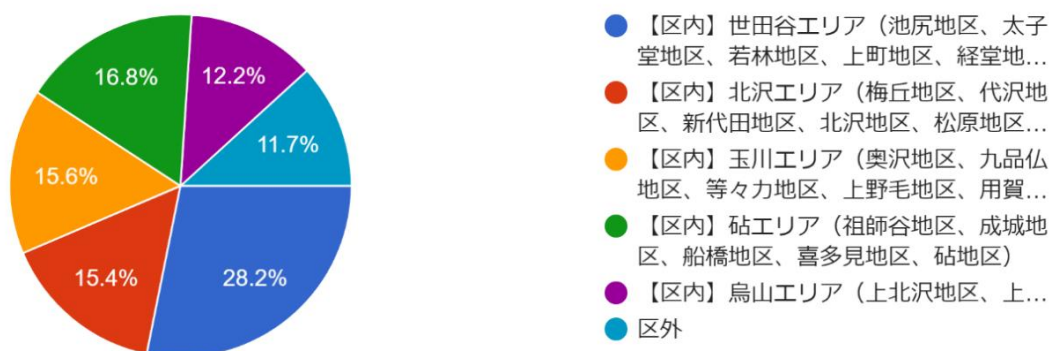 16.8%
12.2%
11.7%
15.6%
15.4%
28.2%
【区内】世田谷エリア（池尻地区、太子
堂地区、若林地区、上町地区、経堂地...
【区内】北沢エリア（梅丘地区、代沢地
区、新代田地区、北沢地区、松原地区...
【区内】玉川エリア（奥沢地区、九品仏
地区、等々力地区、上野毛地区、用賀...
【区内】砧エリア（祖師谷地区、成城地
区、船橋地区、喜多見地区、砧地区）
【区内】烏山エリア（上北沢地区、上...
区外